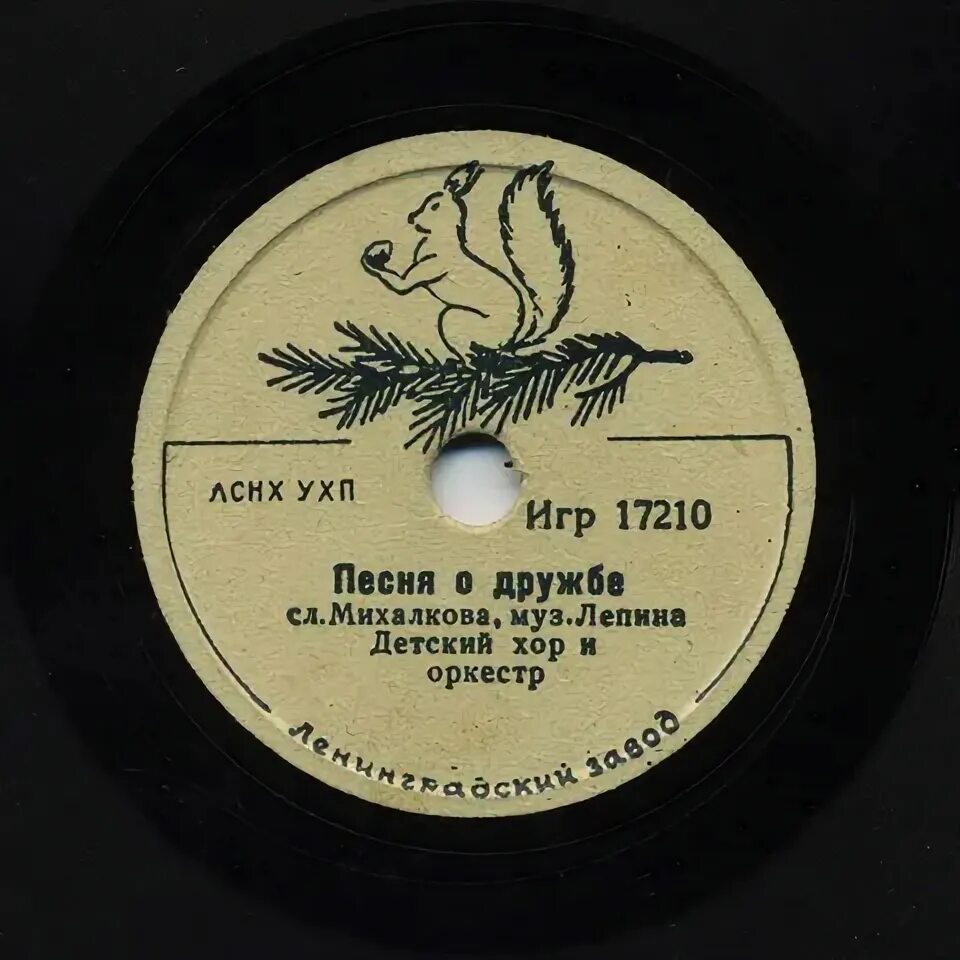 ЛСНХ УХП
Игр 17210
Песня о дружбе
сл.Михалкова, муз.Лепина
Детский хор и
оркестр
Ленинградский завод